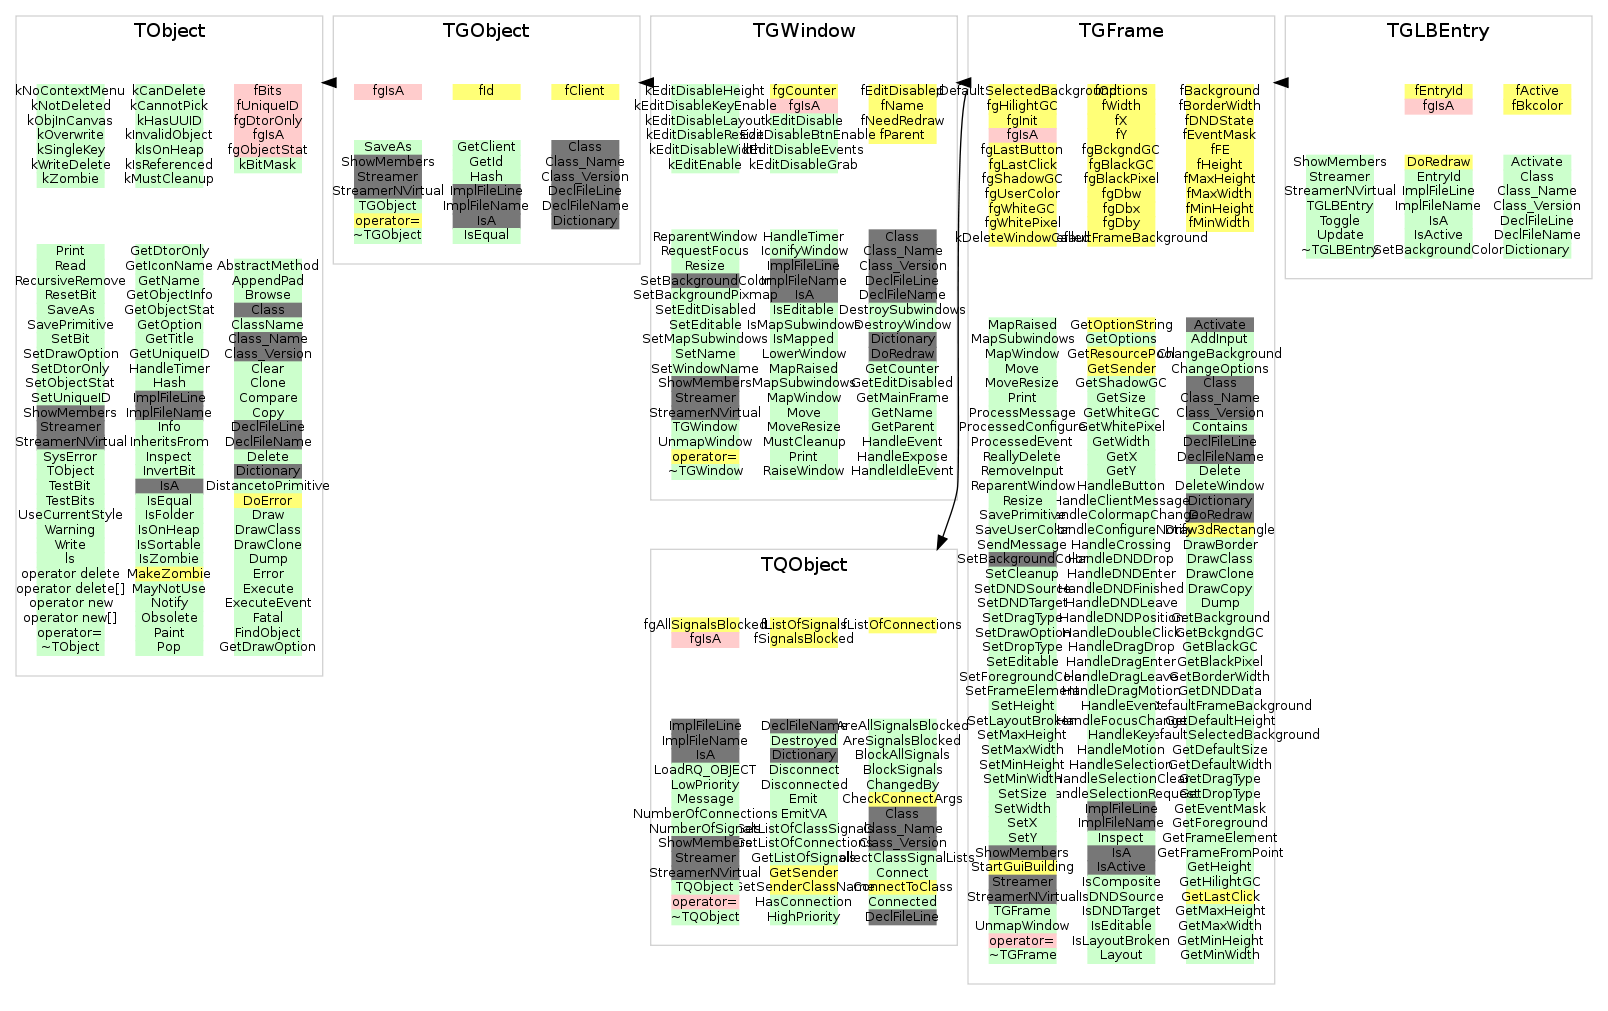 TObject
kNoContextMenu kCanDelete fBits
kNotDeleted kCannotPick fUniqueID
kObjInCanvas kHasUUID fgDtorOnly
kOverwrite kInvalidObject fgIsA
kSingleKey kIsOnHeap fgObjectStat
kWriteDelete kIsReferenced kBitMask
kZombie kMustCleanup
Print GetDtorOnly
Read GetIconName AbstractMethod
RecursiveRemove GetName AppendPad
ResetBit GetObjectInfo Browse
SaveAs GetObjectStat Class
SavePrimitive GetOption ClassName
SetBit GetTitle Class_Name
SetDrawOption GetUniqueID Class_Version
SetDtorOnly HandleTimer Clear
SetObjectStat Hash Clone
SetUniqueID ImplFileLine Compare
ShowMembers ImplFileName Copy
Streamer Info DeclFileLine
StreamerNVirtual InheritsFrom DeclFileName
SysError Inspect Delete
TObject InvertBit Dictionary
TestBit IsA DistancetoPrimitive
TestBits IsEqual DoError
UseCurrentStyle IsFolder Draw
Warning IsOnHeap DrawClass
Write IsSortable DrawClone
ls IsZombie Dump
operator delete MakeZombie Error
operator delete[] MayNotUse Execute
operator new Notify ExecuteEvent
operator new[] Obsolete Fatal
operator= Paint FindObject
~TObject Pop GetDrawOption
TGObject
fgIsA fId fClient
SaveAs GetClient Class
ShowMembers GetId Class_Name
Streamer Hash Class_Version
StreamerNVirtual ImplFileLine DeclFileLine
TGObject ImplFileName DeclFileName
operator= IsA Dictionary
~TGObject IsEqual
TGWindow
kEditDisableHeight fgCounter fEditDisabled
kEditDisableKeyEnable fgIsA fName
kEditDisableLayout kEditDisable fNeedRedraw
kEditDisableResize kEditDisableBtnEnable fParent
kEditDisableWidth kEditDisableEvents
kEditEnable kEditDisableGrab
ReparentWindow HandleTimer Class
RequestFocus IconifyWindow Class_Name
Resize ImplFileLine Class_Version
SetBackgroundColor ImplFileName DeclFileLine
SetBackgroundPixmap IsA DeclFileName
SetEditDisabled IsEditable DestroySubwindows
SetEditable IsMapSubwindows DestroyWindow
SetMapSubwindows IsMapped Dictionary
SetName LowerWindow DoRedraw
SetWindowName MapRaised GetCounter
ShowMembers MapSubwindows GetEditDisabled
Streamer MapWindow GetMainFrame
StreamerNVirtual Move GetName
TGWindow MoveResize GetParent
UnmapWindow MustCleanup HandleEvent
operator= Print HandleExpose
~TGWindow RaiseWindow HandleIdleEvent
TQObject
fgAllSignalsBlocked fListOfSignals fListOfConnections
fgIsA fSignalsBlocked
ImplFileLine DeclFileName AreAllSignalsBlocked
ImplFileName Destroyed AreSignalsBlocked
IsA Dictionary BlockAllSignals
LoadRQ_OBJECT Disconnect BlockSignals
LowPriority Disconnected ChangedBy
Message Emit CheckConnectArgs
NumberOfConnections EmitVA Class
NumberOfSignals GetListOfClassSignals Class_Name
ShowMembers GetListOfConnections Class_Version
Streamer GetListOfSignals ollectClassSignalLists
StreamerNVirtual GetSender Connect
TQObject GetSenderClassName ConnectToClass
operator= HasConnection Connected
~TQObject HighPriority DeclFileLine
TGFrame
DefaultSelectedBackground fOptions fBackground
fgHilightGC fWidth fBorderWidth
fgInit fX fDNDState
fgIsA fY fEventMask
fgLastButton fgBckgndGC fFE
fgLastClick fgBlackGC fHeight
fgShadowGC fgBlackPixel fMaxHeight
fgUserColor fgDbw fMaxWidth
fgWhiteGC fgDbx fMinHeight
fgWhitePixel fgDby fMinWidth
kDeleteWindowCalled efaultFrameBackground
MapRaised GetOptionString Activate
MapSubwindows GetOptions AddInput
MapWindow GetResourcePool ChangeBackground
Move GetSender ChangeOptions
MoveResize GetShadowGC Class
Print GetSize Class_Name
ProcessMessage GetWhiteGC Class_Version
ProcessedConfigure GetWhitePixel Contains
ProcessedEvent GetWidth DeclFileLine
ReallyDelete GetX DeclFileName
RemoveInput GetY Delete
ReparentWindow HandleButton DeleteWindow
Resize HandleClientMessage Dictionary
SavePrimitive andleColormapChange DoRedraw
SaveUserColor andleConfigureNotify Draw3dRectangle
SendMessage HandleCrossing DrawBorder
SetBackgroundColor HandleDNDDrop DrawClass
SetCleanup HandleDNDEnter DrawClone
SetDNDSource HandleDNDFinished DrawCopy
SetDNDTarget HandleDNDLeave Dump
SetDragType HandleDNDPosition GetBackground
SetDrawOption HandleDoubleClick GetBckgndGC
SetDropType HandleDragDrop GetBlackGC
SetEditable HandleDragEnter GetBlackPixel
SetForegroundColor HandleDragLeave GetBorderWidth
SetFrameElement HandleDragMotion GetDNDData
SetHeight HandleEvent efaultFrameBackground
SetLayoutBroken HandleFocusChange GetDefaultHeight
SetMaxHeight HandleKey efaultSelectedBackground
SetMaxWidth HandleMotion GetDefaultSize
SetMinHeight HandleSelection GetDefaultWidth
SetMinWidth HandleSelectionClear GetDragType
SetSize andleSelectionRequest GetDropType
SetWidth ImplFileLine GetEventMask
SetX ImplFileName GetForeground
SetY Inspect GetFrameElement
ShowMembers IsA GetFrameFromPoint
StartGuiBuilding IsActive GetHeight
Streamer IsComposite GetHilightGC
StreamerNVirtual IsDNDSource GetLastClick
TGFrame IsDNDTarget GetMaxHeight
UnmapWindow IsEditable GetMaxWidth
operator= IsLayoutBroken GetMinHeight
~TGFrame Layout GetMinWidth
TGLBEntry
fEntryId fActive
fgIsA fBkcolor
ShowMembers DoRedraw Activate
Streamer EntryId Class
StreamerNVirtual ImplFileLine Class_Name
TGLBEntry ImplFileName Class_Version
Toggle IsA DeclFileLine
Update IsActive DeclFileName
~TGLBEntry SetBackgroundColor Dictionary